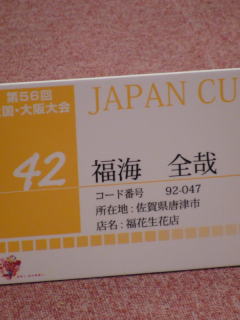 第56回
国・大阪大会
JAPAN CU
42
福海 全哉
コード番号 92-047
所在地:佐賀県唐津市
店名:福花生花店